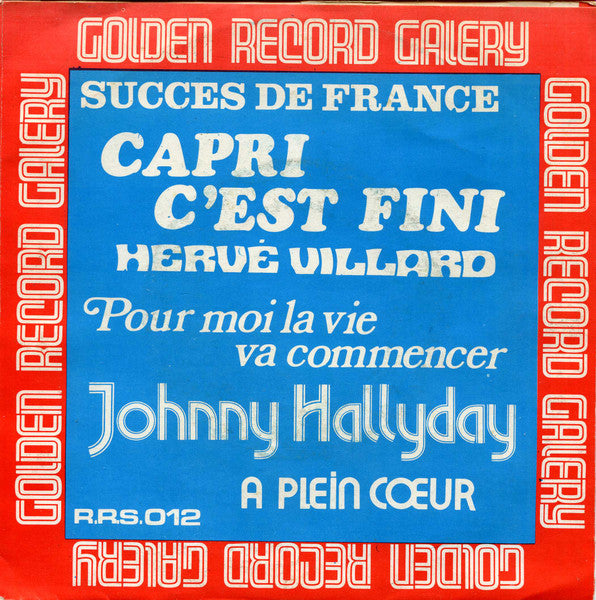 GOLDEN RECORD GALERY
SUCCES DE FRANCE
CAPRI
C'EST FINI
HERVÉ VILLARD
Pour moi la vie
va commencer
Johnny Hallyday
A PLEIN CŒUR
R.R.S.012
GOLDEN RECORD GALERY
GOLDEN RECORD GALERY
GOLDEN RECORD GALERY